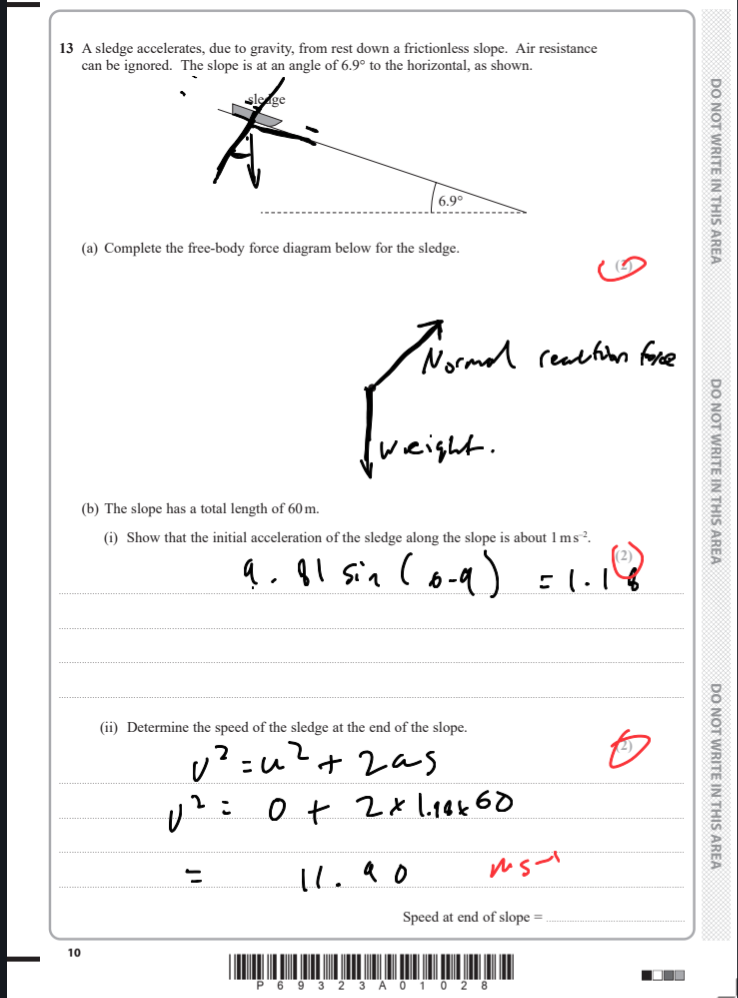 13 A sledge accelerates, due to gravity, from rest down a frictionless slope. Air resistance
can be ignored. The slope is at an angle of 6.9° to the horizontal, as shown.
sledge
6.9°
(a) Complete the free-body force diagram below for the sledge.
(2)
Normal reaction force
Weight.
(b) The slope has a total length of 60 m.
(i) Show that the initial acceleration of the sledge along the slope is about 1 m s⁻².
(2)
9.81 sin (6.9) = 1.18
(ii) Determine the speed of the sledge at the end of the slope.
(2)
v² = u² + 2as
v² = 0 + 2 × 1.18 × 60
= 11.90 ms⁻¹
Speed at end of slope =
10
P 6 9 3 2 3 A 0 1 0 2 8
DO NOT WRITE IN THIS AREA
DO NOT WRITE IN THIS AREA
DO NOT WRITE IN THIS AREA